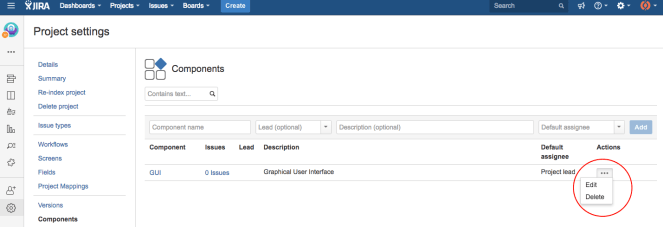 JIRA Dashboards Projects Issues Boards Create Search
Project settings
Details
Summary
Re-index project
Delete project
Issue types
Workflows
Screens
Fields
Project Mappings
Versions
Components
Components
Contains text...
Component name Lead (optional) Description (optional) Default assignee Add
Component Issues Lead Description Default assignee Actions
GUI 0 Issues Graphical User Interface Project lead
Edit
Delete